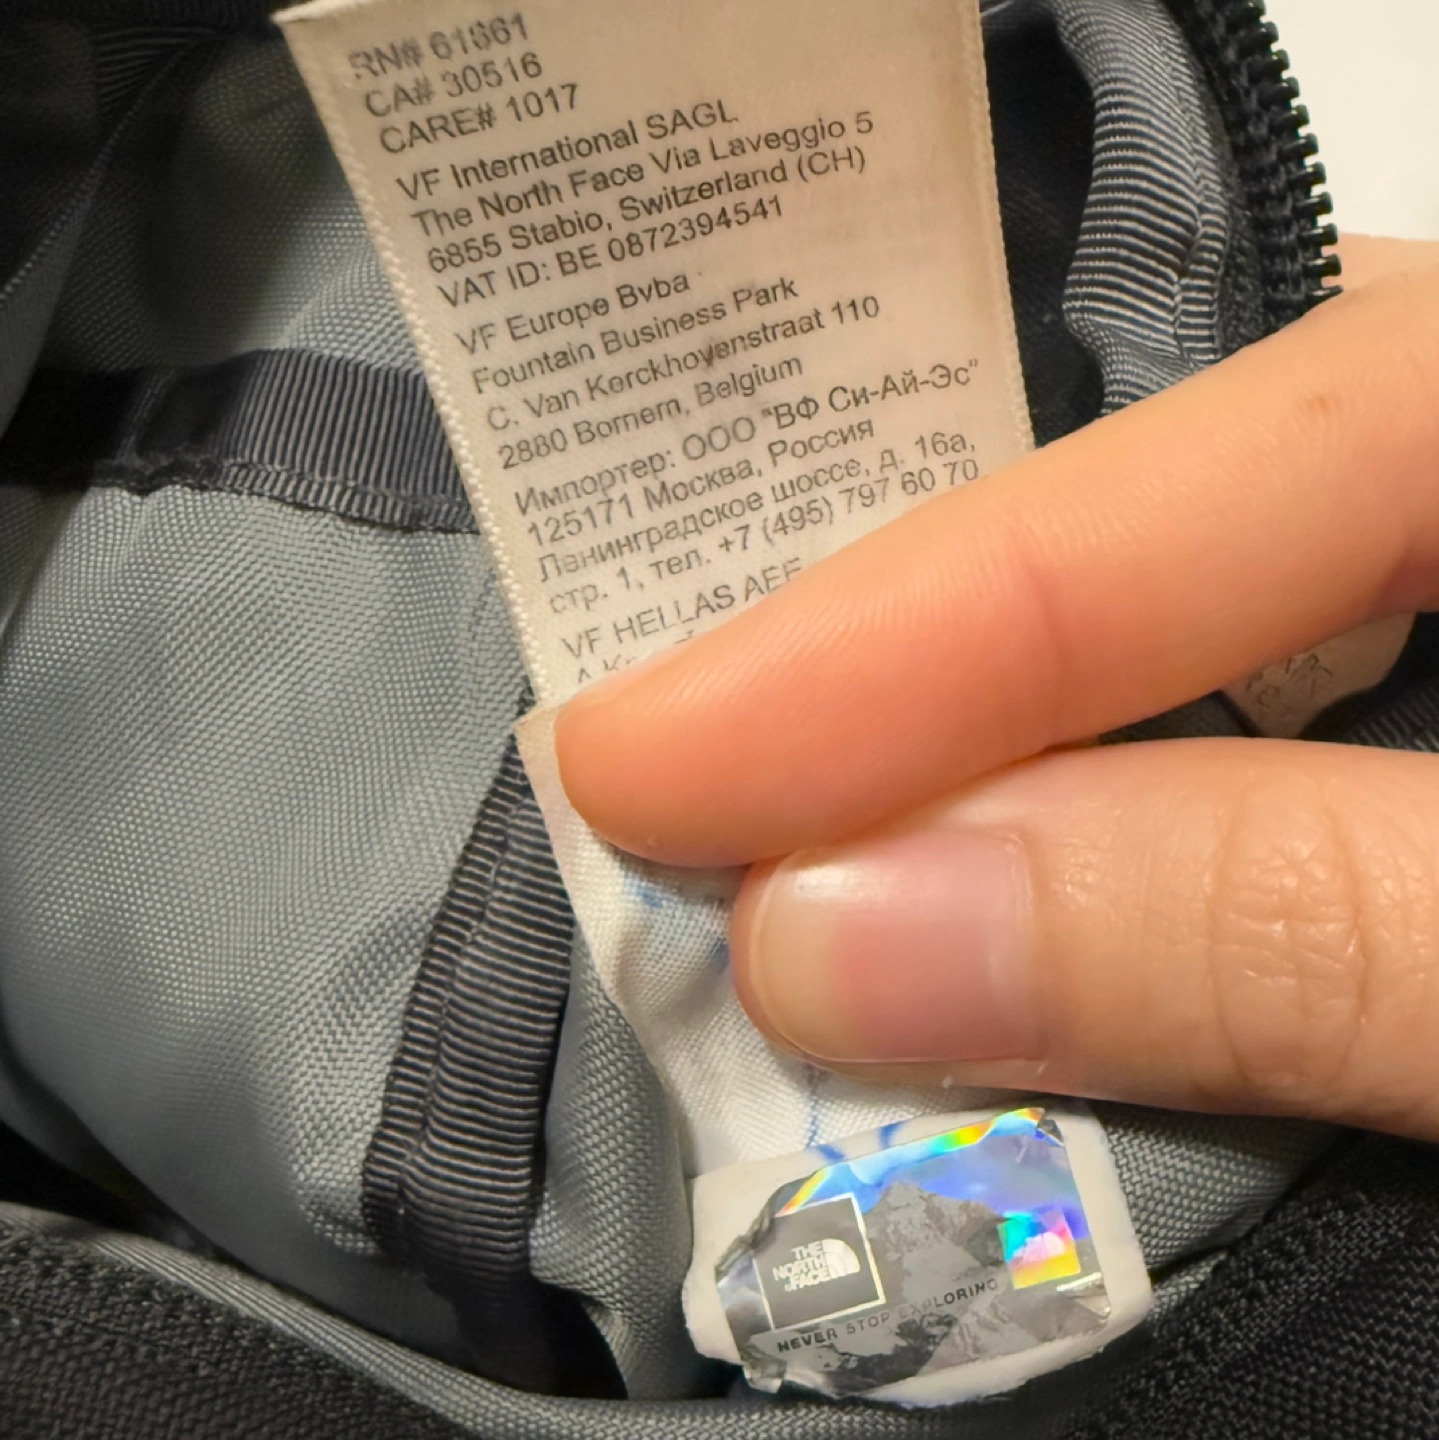 RN# 61661
CA# 30516
CARE# 1017
VF International SAGL
The North Face Via Laveggio 5
6855 Stabio, Switzerland (CH)
VAT ID: BE 0872394541
VF Europe Bvba
Fountain Business Park
C. Van Kerckhovenstraat 110
2880 Bornem, Belgium
Импортер: ООО "ВФ Си-Ай-Эс"
125171 Москва, Россия
Ленинградское шоссе, д. 16а,
стр. 1, тел. +7 (495) 797 60 70
VF HELLAS AEE
THE
NORTH
FACE
NEVER STOP EXPLORING